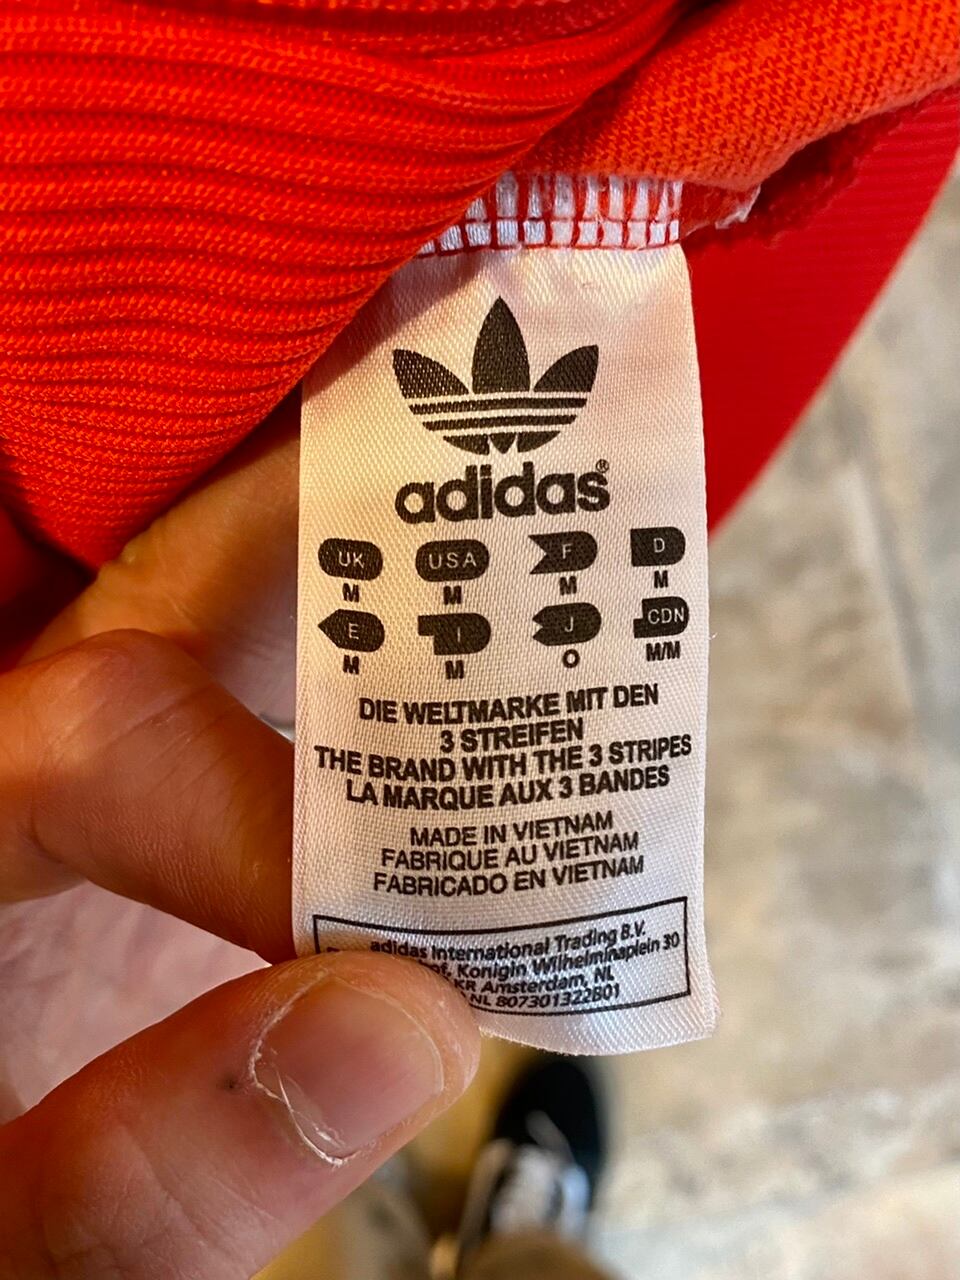 adidas®
UK USA F D
M M M M
E I J CDN
M M O M/M
DIE WELTMARKE MIT DEN
3 STREIFEN
THE BRAND WITH THE 3 STRIPES
LA MARQUE AUX 3 BANDES
MADE IN VIETNAM
FABRIQUE AU VIETNAM
FABRICADO EN VIETNAM
adidas International Trading B.V.
Konigin Wilhelminaplein 30
KR Amsterdam, NL
NL 807301322B01